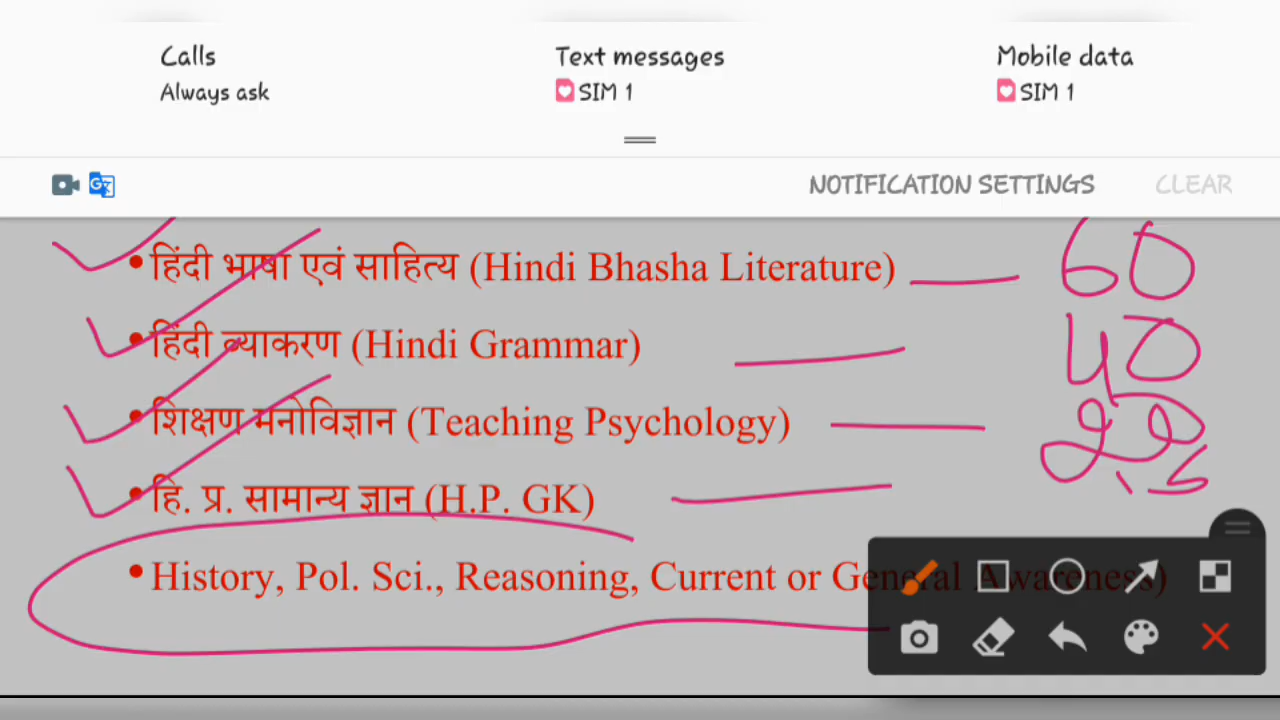 Calls Text messages Mobile data
Always ask SIM 1 SIM 1
NOTIFICATION SETTINGS CLEAR
•हिंदी भाषा एवं साहित्य (Hindi Bhasha Literature) 60
•हिंदी व्याकरण (Hindi Grammar) 40
•शिक्षण मनोविज्ञान (Teaching Psychology)
•हि. प्र. सामान्य ज्ञान (H.P. GK)
•History, Pol. Sci., Reasoning, Current or General Awareness)